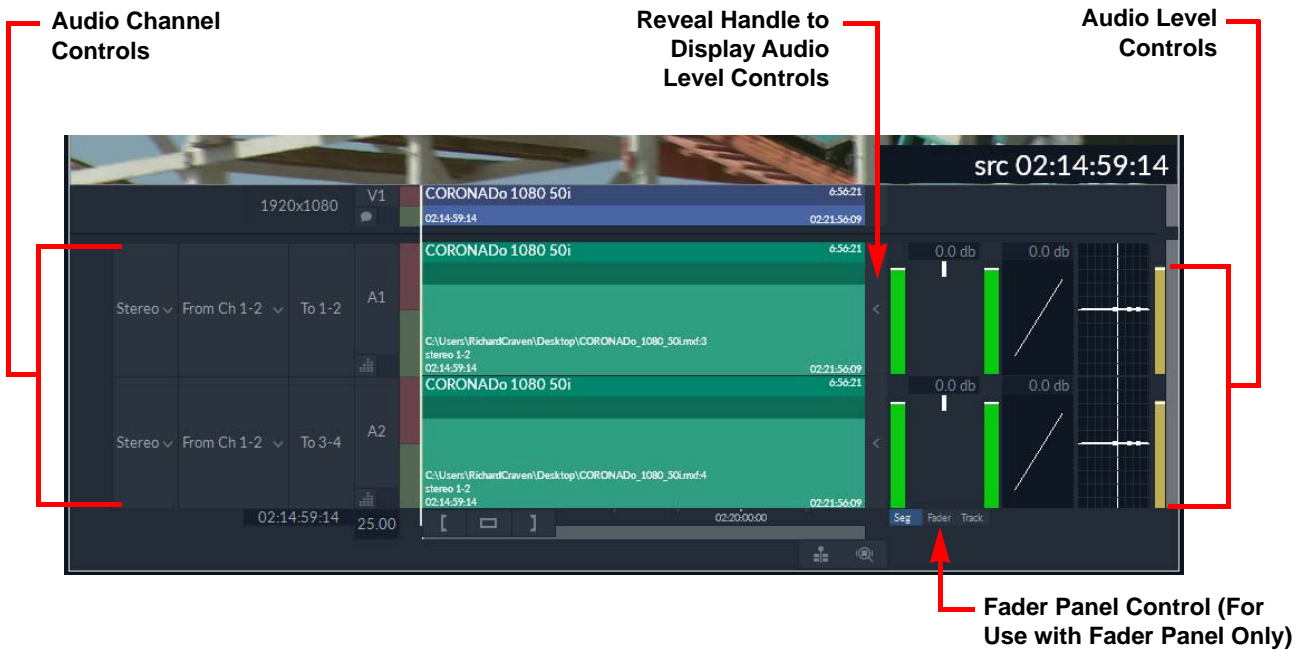 Audio Channel
Controls
Reveal Handle to
Display Audio
Level Controls
Audio Level
Controls
src 02:14:59:14
1920x1080
V1
CORONADo 1080 50i
6:56:21
02:14:59:14
02:21:56:09
Stereo
From Ch 1-2
To 1-2
A1
CORONADo 1080 50i
6:56:21
C:\Users\RichardCraven\Desktop\CORONADo_1080_50i.mxf:3
stereo 1-2
02:14:59:14
02:21:56:09
<
0.0 db
0.0 db
Stereo
From Ch 1-2
To 3-4
A2
CORONADo 1080 50i
6:56:21
C:\Users\RichardCraven\Desktop\CORONADo_1080_50i.mxf:4
stereo 1-2
02:14:59:14
02:21:56:09
<
0.0 db
0.0 db
02:14:59:14
25.00
[
]
02:20:00:00
Seg Fader Track
Fader Panel Control (For
Use with Fader Panel Only)